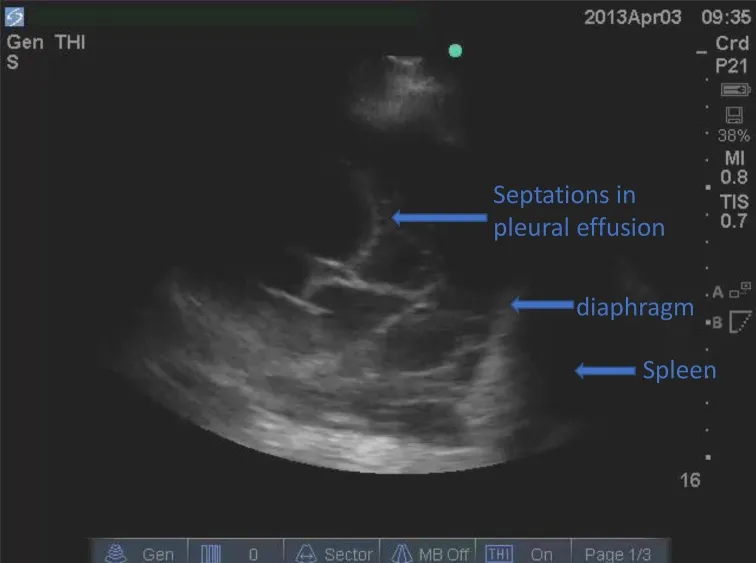 2013Apr03 09:35
Gen THI
S
Crd
P21
38%
MI
0.8
TIS
0.7
Septations in
pleural effusion
A
diaphragm
B
Spleen
16
Gen 0 Sector MB Off THI On Page 1/3